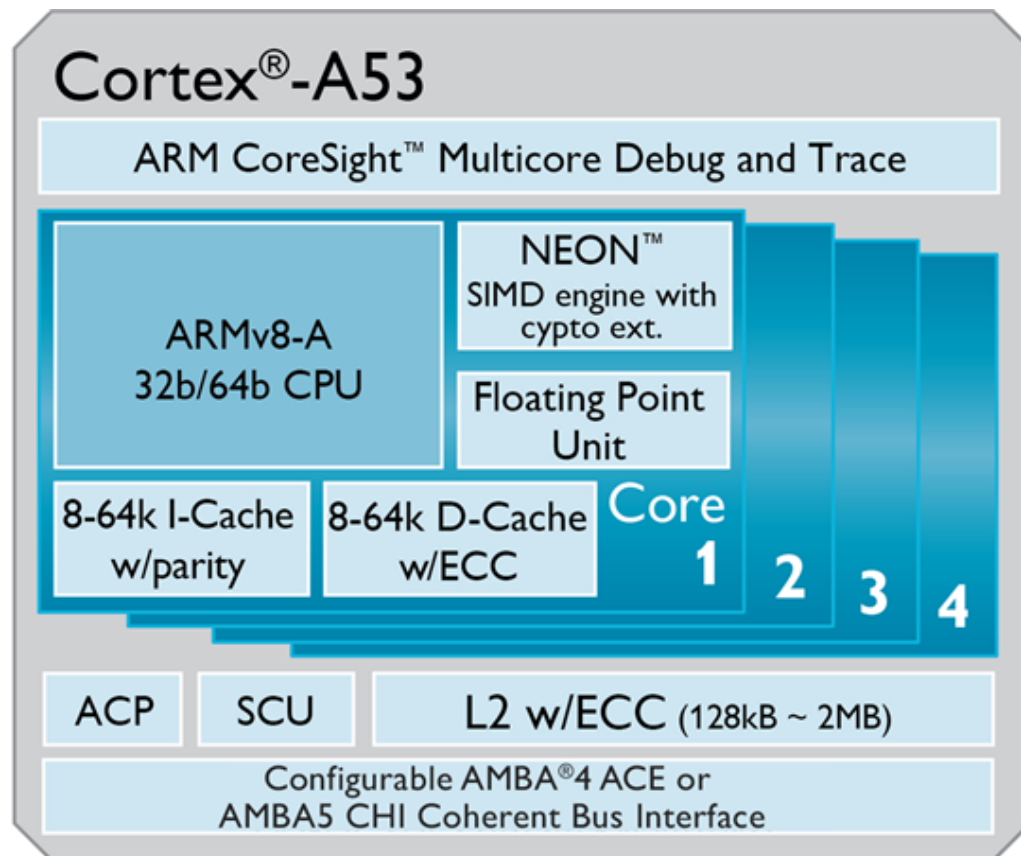 Cortex®-A53
ARM CoreSight™ Multicore Debug and Trace
ARMv8-A
32b/64b CPU
NEON™
SIMD engine with
cypto ext.
Floating Point
Unit
8-64k I-Cache
w/parity
8-64k D-Cache
w/ECC
Core
1
2
3
4
ACP
SCU
L2 w/ECC (128kB ~ 2MB)
Configurable AMBA®4 ACE or
AMBA5 CHI Coherent Bus Interface